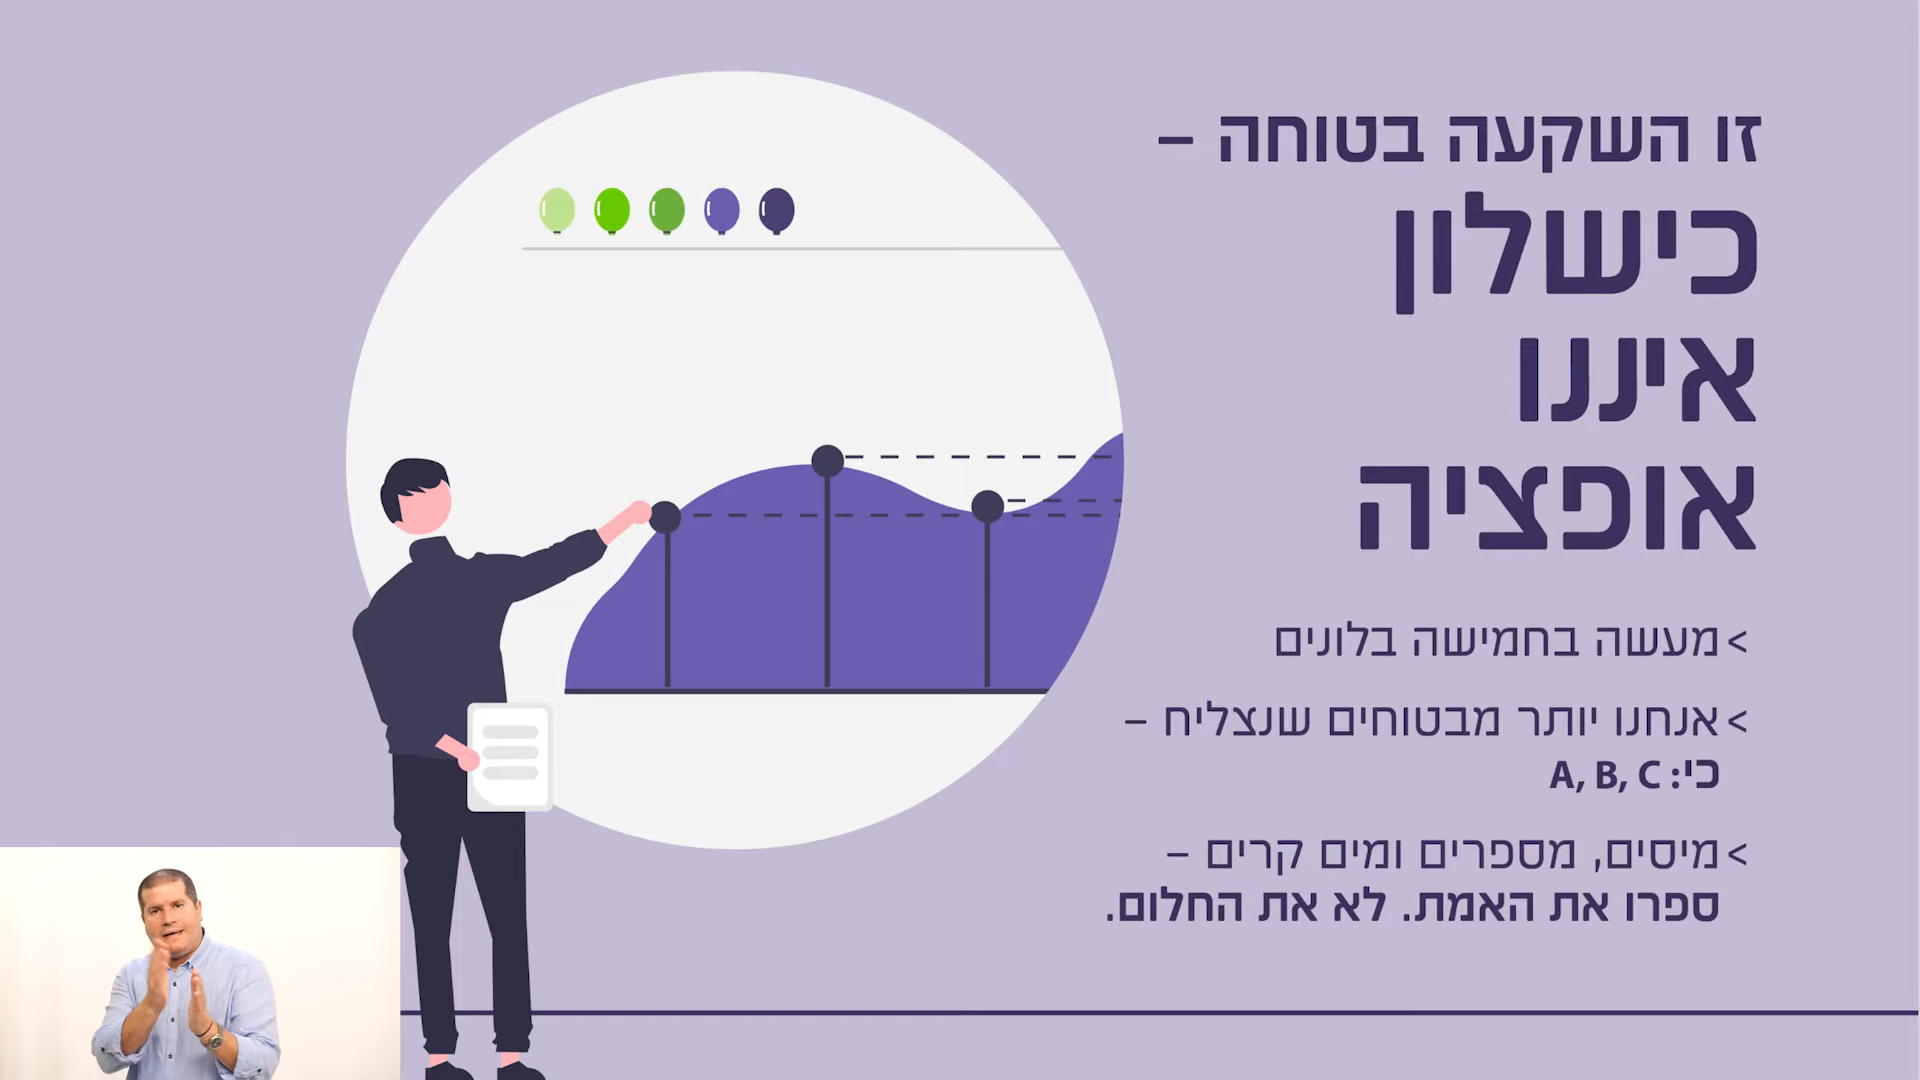 זו השקעה בטוחה –
כישלון
איננו
אופציה
> מעשה בחמישה בלונים
> אנחנו יותר מבטוחים שנצליח –
כי: A, B, C
> מיסים, מספרים ומים קרים –
ספרו את האמת. לא את החלום.